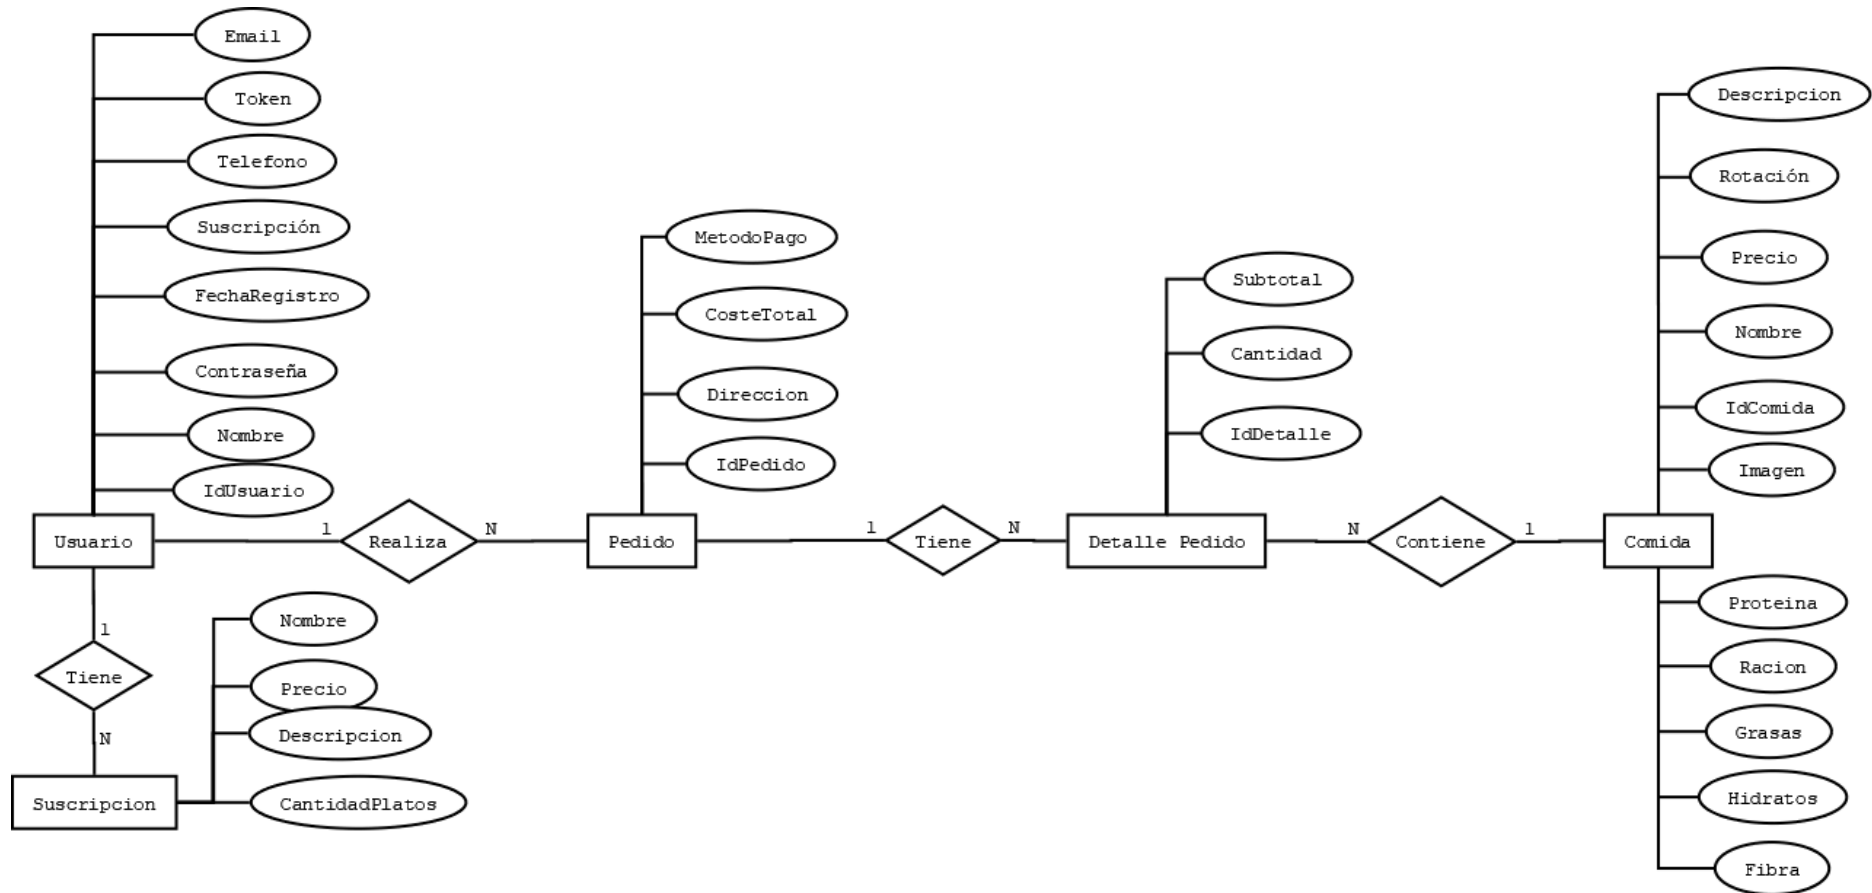 Email
Token
Telefono
Suscripción
FechaRegistro
Contraseña
Nombre
IdUsuario
Usuario
1
Realiza
N
MetodoPago
CosteTotal
Direccion
IdPedido
Pedido
1
Tiene
N
Subtotal
Cantidad
IdDetalle
Detalle Pedido
N
Contiene
1
Descripcion
Rotación
Precio
Nombre
IdComida
Imagen
Comida
Proteina
Racion
Grasas
Hidratos
Fibra
1
Tiene
N
Suscripcion
Nombre
Precio
Descripcion
CantidadPlatos